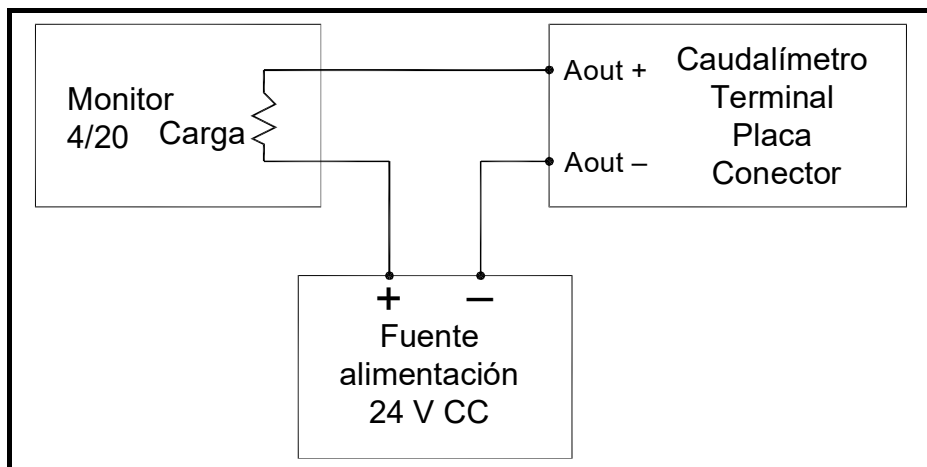 Monitor
4/20 Carga
Aout +
Aout –
Caudalímetro
Terminal
Placa
Conector
+ –
Fuente
alimentación
24 V CC